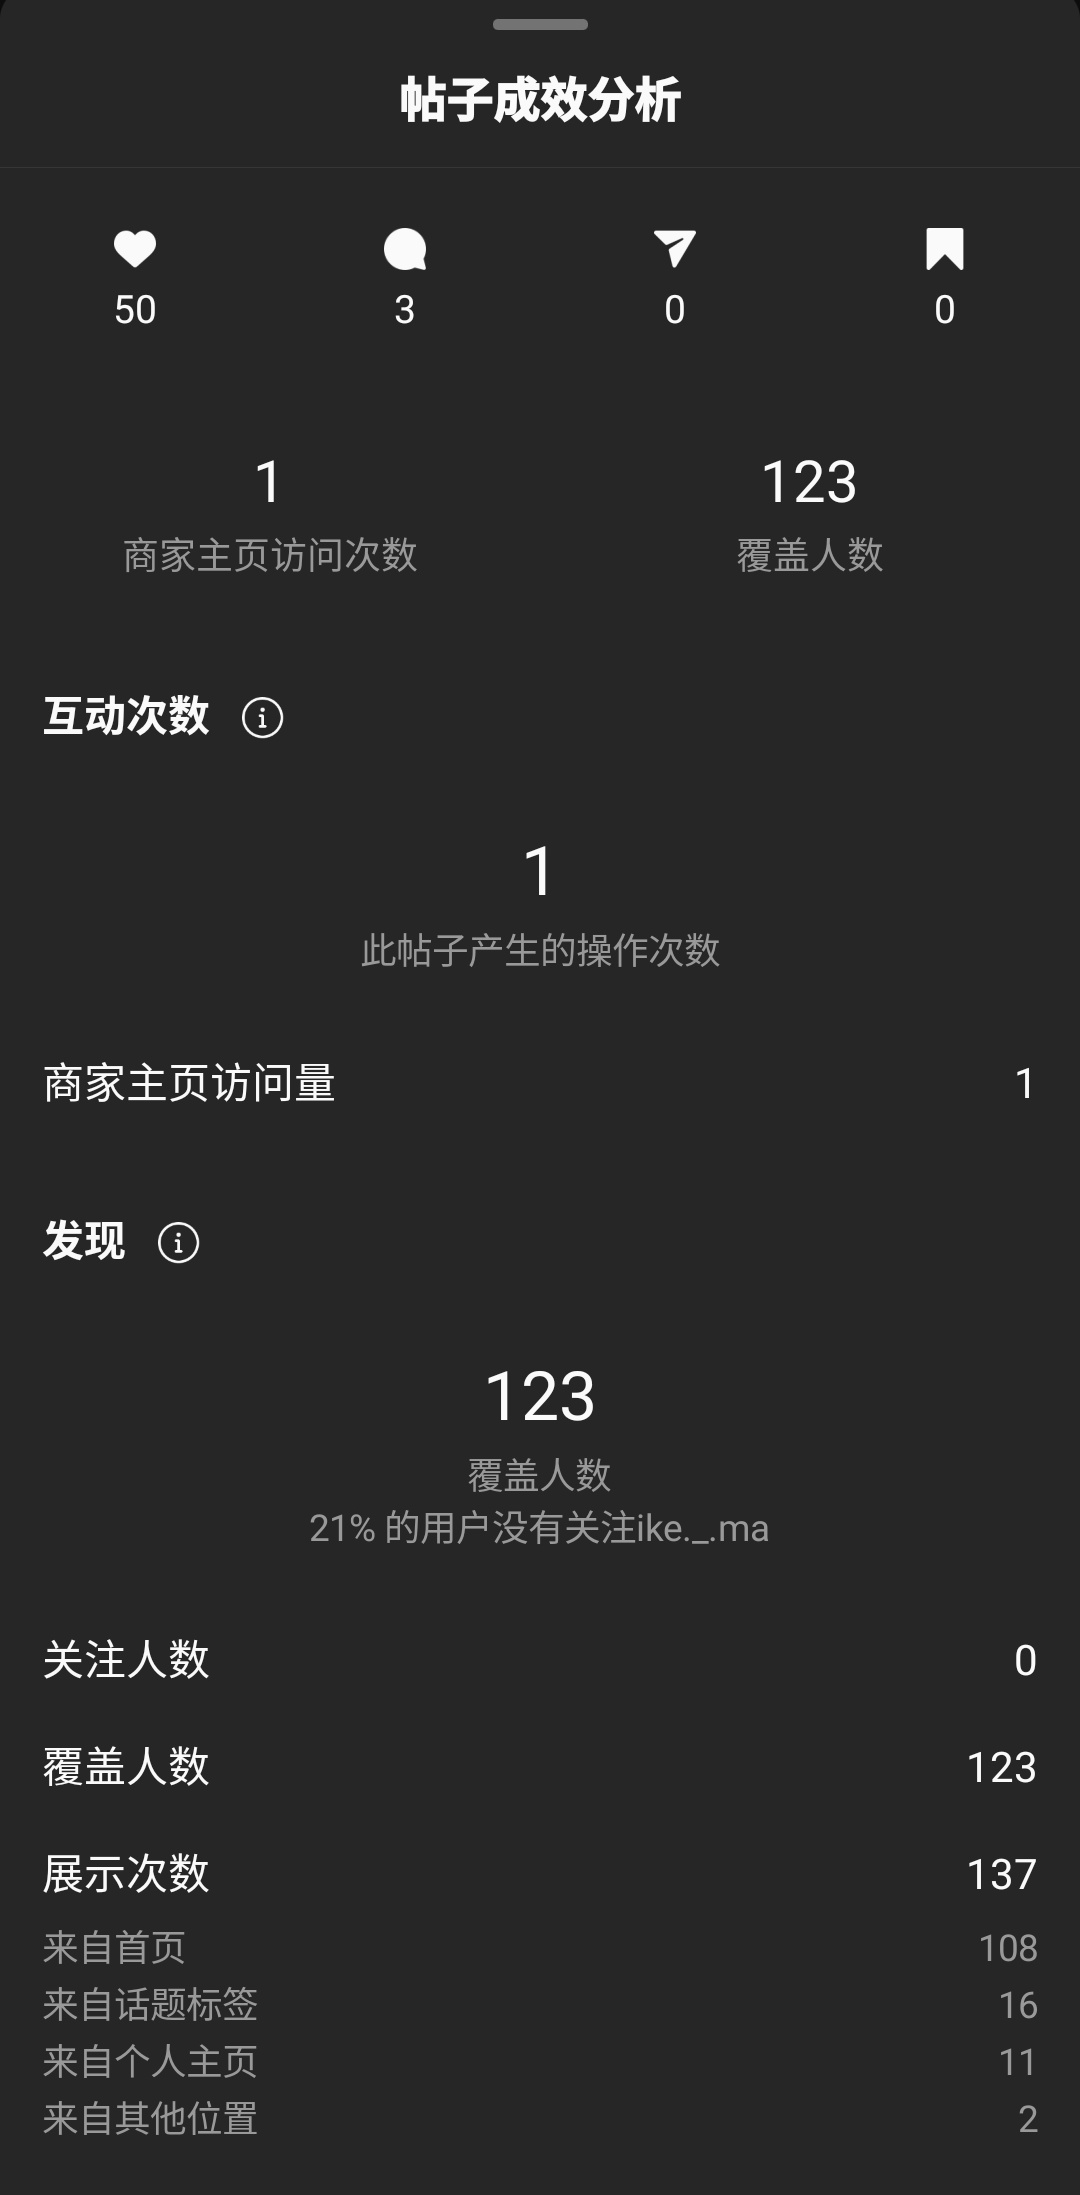 帖子成效分析
50
3
0
0
1
123
商家主页访问次数
覆盖人数
互动次数
1
此帖子产生的操作次数
商家主页访问量
1
发现
123
覆盖人数
21% 的用户没有关注ike._.ma
关注人数
0
覆盖人数
123
展示次数
137
来自首页
108
来自话题标签
16
来自个人主页
11
来自其他位置
2